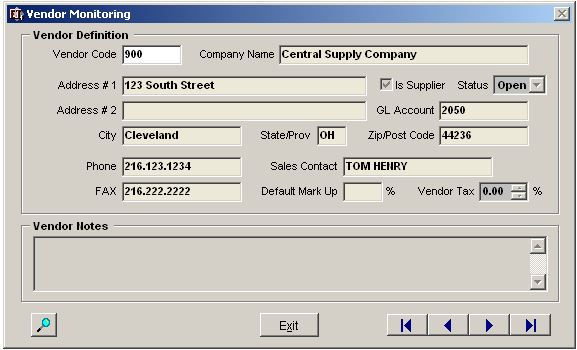 Vendor Monitoring
Vendor Definition
Vendor Code 900 Company Name Central Supply Company
Address # 1 123 South Street Is Supplier Status Open
Address # 2 GL Account 2050
City Cleveland State/Prov OH Zip/Post Code 44236
Phone 216.123.1234 Sales Contact TOM HENRY
FAX 216.222.2222 Default Mark Up % Vendor Tax 0.00 %
Vendor Notes
Exit